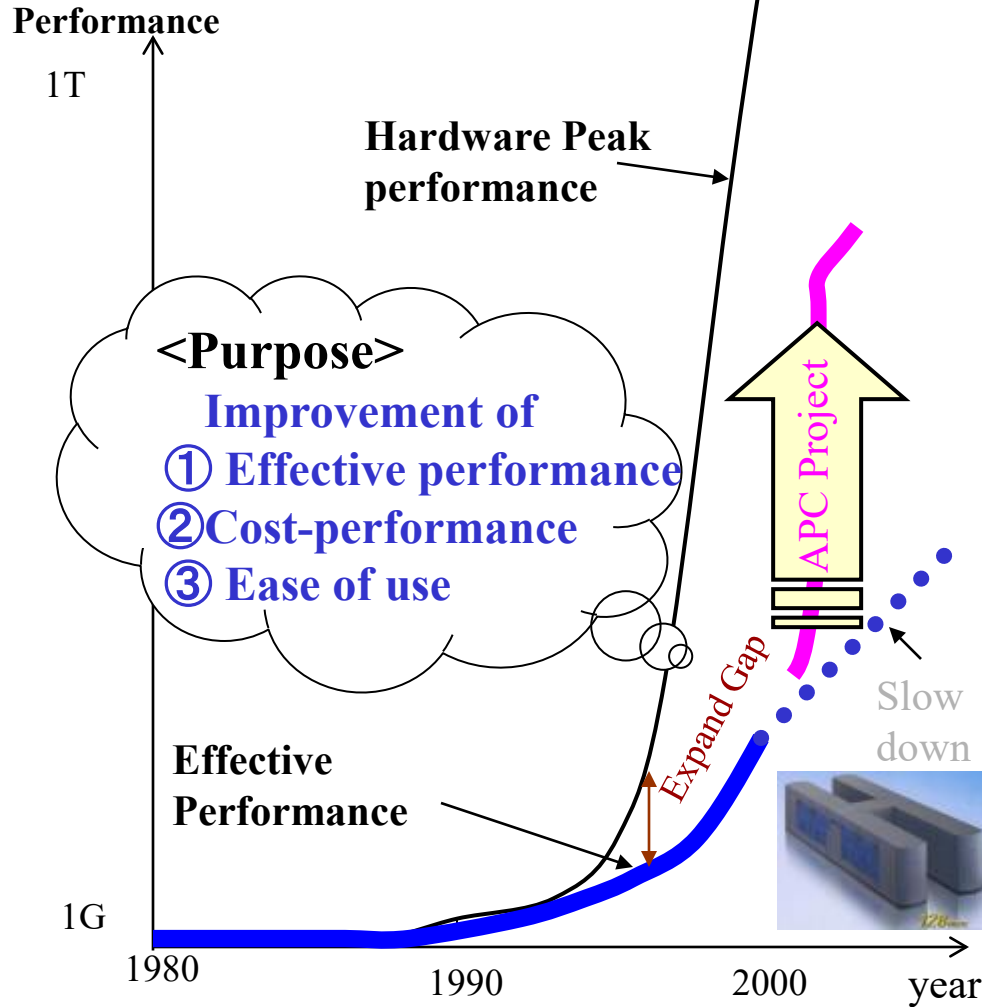 Performance
1T
Hardware Peak
performance
<Purpose>
Improvement of
① Effective performance
②Cost-performance
③ Ease of use
APC Project
Expand Gap
Slow
down
Effective
Performance
1G
1980
1990
2000
year